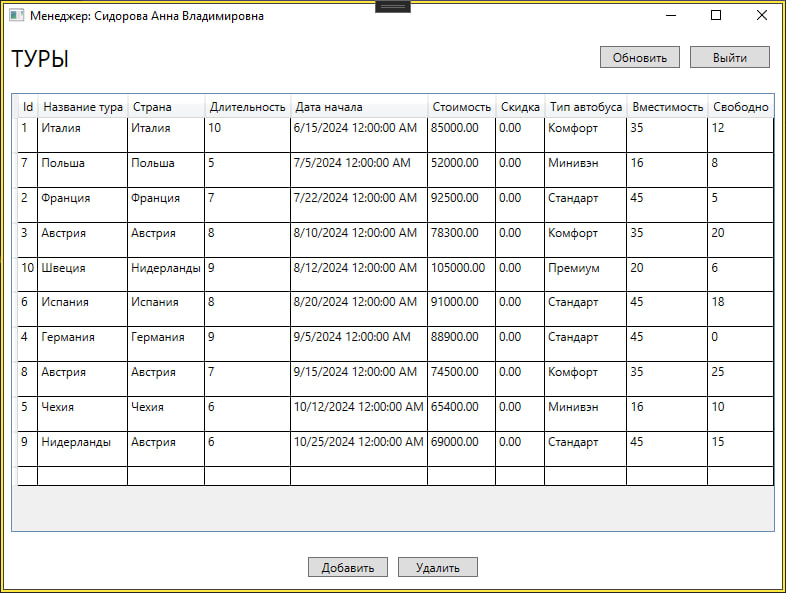 Менеджер: Сидорова Анна Владимировна
ТУРЫ
Обновить Выйти
Id Название тура Страна Длительность Дата начала Стоимость Скидка Тип автобуса Вместимость Свободно
1 Италия Италия 10 6/15/2024 12:00:00 AM 85000.00 0.00 Комфорт 35 12
7 Польша Польша 5 7/5/2024 12:00:00 AM 52000.00 0.00 Минивэн 16 8
2 Франция Франция 7 7/22/2024 12:00:00 AM 92500.00 0.00 Стандарт 45 5
3 Австрия Австрия 8 8/10/2024 12:00:00 AM 78300.00 0.00 Комфорт 35 20
10 Швеция Нидерланды 9 8/12/2024 12:00:00 AM 105000.00 0.00 Премиум 20 6
6 Испания Испания 8 8/20/2024 12:00:00 AM 91000.00 0.00 Стандарт 45 18
4 Германия Германия 9 9/5/2024 12:00:00 AM 88900.00 0.00 Стандарт 45 0
8 Австрия Австрия 7 9/15/2024 12:00:00 AM 74500.00 0.00 Комфорт 35 25
5 Чехия Чехия 6 10/12/2024 12:00:00 AM 65400.00 0.00 Минивэн 16 10
9 Нидерланды Австрия 6 10/25/2024 12:00:00 AM 69000.00 0.00 Стандарт 45 15
Добавить Удалить